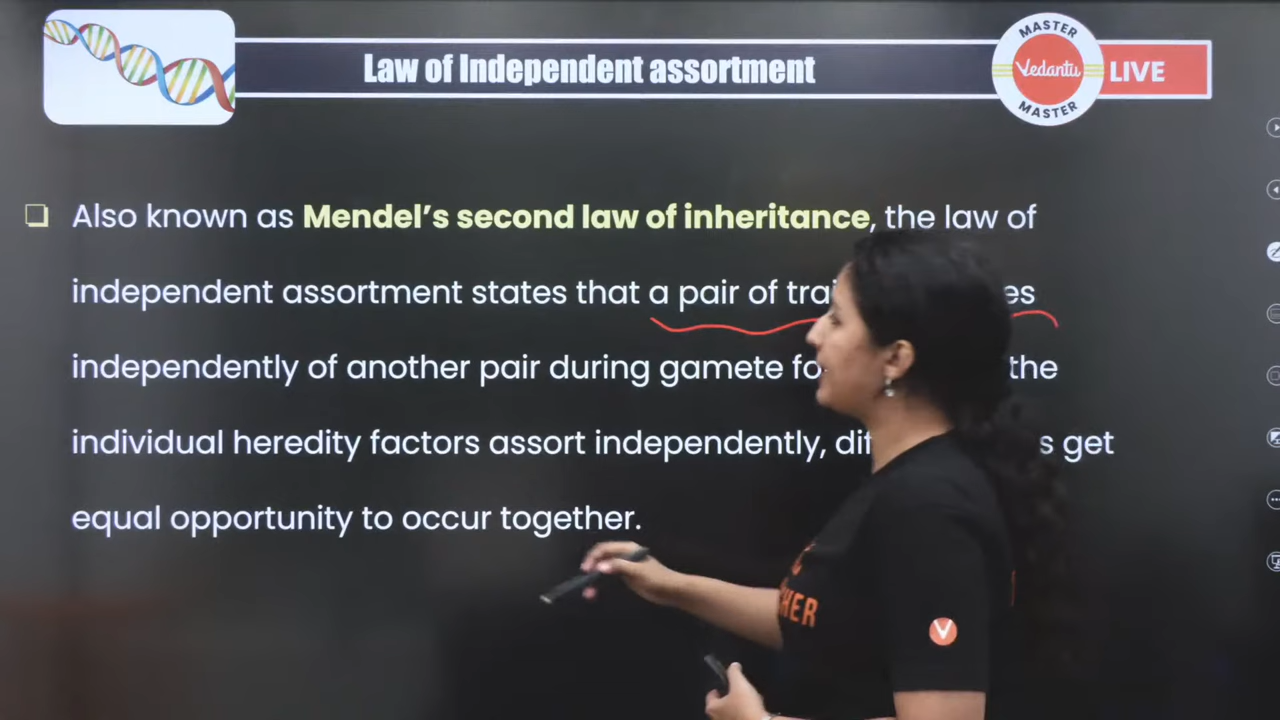 Law of Independent assortment
MASTER
Vedantu
MASTER
LIVE
Also known as Mendel's second law of inheritance, the law of
independent assortment states that a pair of
independently of another pair during gamete the
individual heredity factors assort independently, get
equal opportunity to occur together.
V